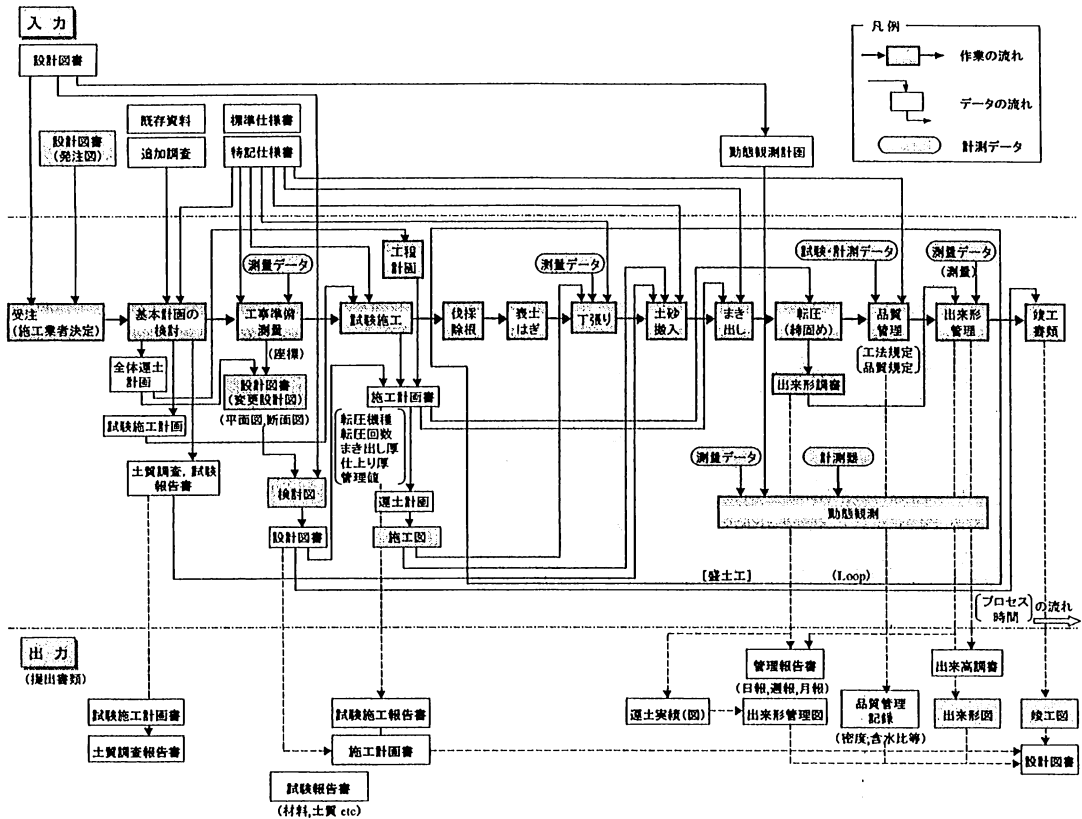 入 力
設計図書
既存資料
標準仕様書
設計図書
(発注図)
追加調査
特記仕様書
動態観測計画
凡 例
作業の流れ
データの流れ
計測データ
測量データ
工程
計画
測量データ
試験・計測データ
測量データ
(測量)
受注
(施工業者決定)
基本計画の
検討
工事準備
測量
試験施工
伐採
除根
表土
はぎ
丁張り
土砂
搬入
まき
出し
転圧
(締固め)
品質
管理
出来形
管理
竣工
書類
(座標)
全体運土
計画
設計図書
(変更設計図)
(平面図,断面図)
試験施工計画
土質調査,試験
報告書
施工計画書
転圧機種
転圧回数
まき出し厚
仕上り厚
管理値
出来形調書
(工法規定
品質規定)
測量データ
計測器
検討図
運土計画
動態観測
設計図書
施工図
[盛土工]
(Loop)
プロセス
時間
の流れ
出 力
(提出書類)
管理報告書
(日報,週報,月報)
出来高調書
試験施工計画書
試験施工報告書
運土実績(図)
出来形管理図
品質管理
記録
(密度,含水比等)
出来形図
竣工図
土質調査報告書
施工計画書
設計図書
試験報告書
(材料,土質 etc)